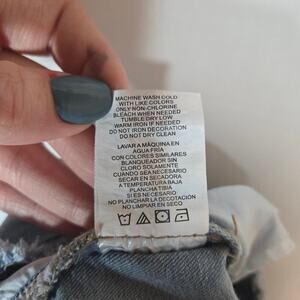 MACHINE WASH COLD
WITH LIKE COLORS
ONLY NON-CHLORINE
BLEACH WHEN NEEDED
TUMBLE DRY LOW
WARM IRON IF NEEDED
DO NOT IRON DECORATION
DO NOT DRY CLEAN
LAVAR A MÁQUINA EN
AGUA FRÍA
CON COLORES SIMILARES
BLANQUEADOR SIN
CLORO SOLAMENTE
CUANDO SEA NECESARIO
SECAR EN SECADORA
A TEMPERATURA BAJA
PLANCHA TIBIA
SI ES NECESARIO
NO PLANCHAR LA DECOTACIÓN
NO LIMPIAR EN SECO